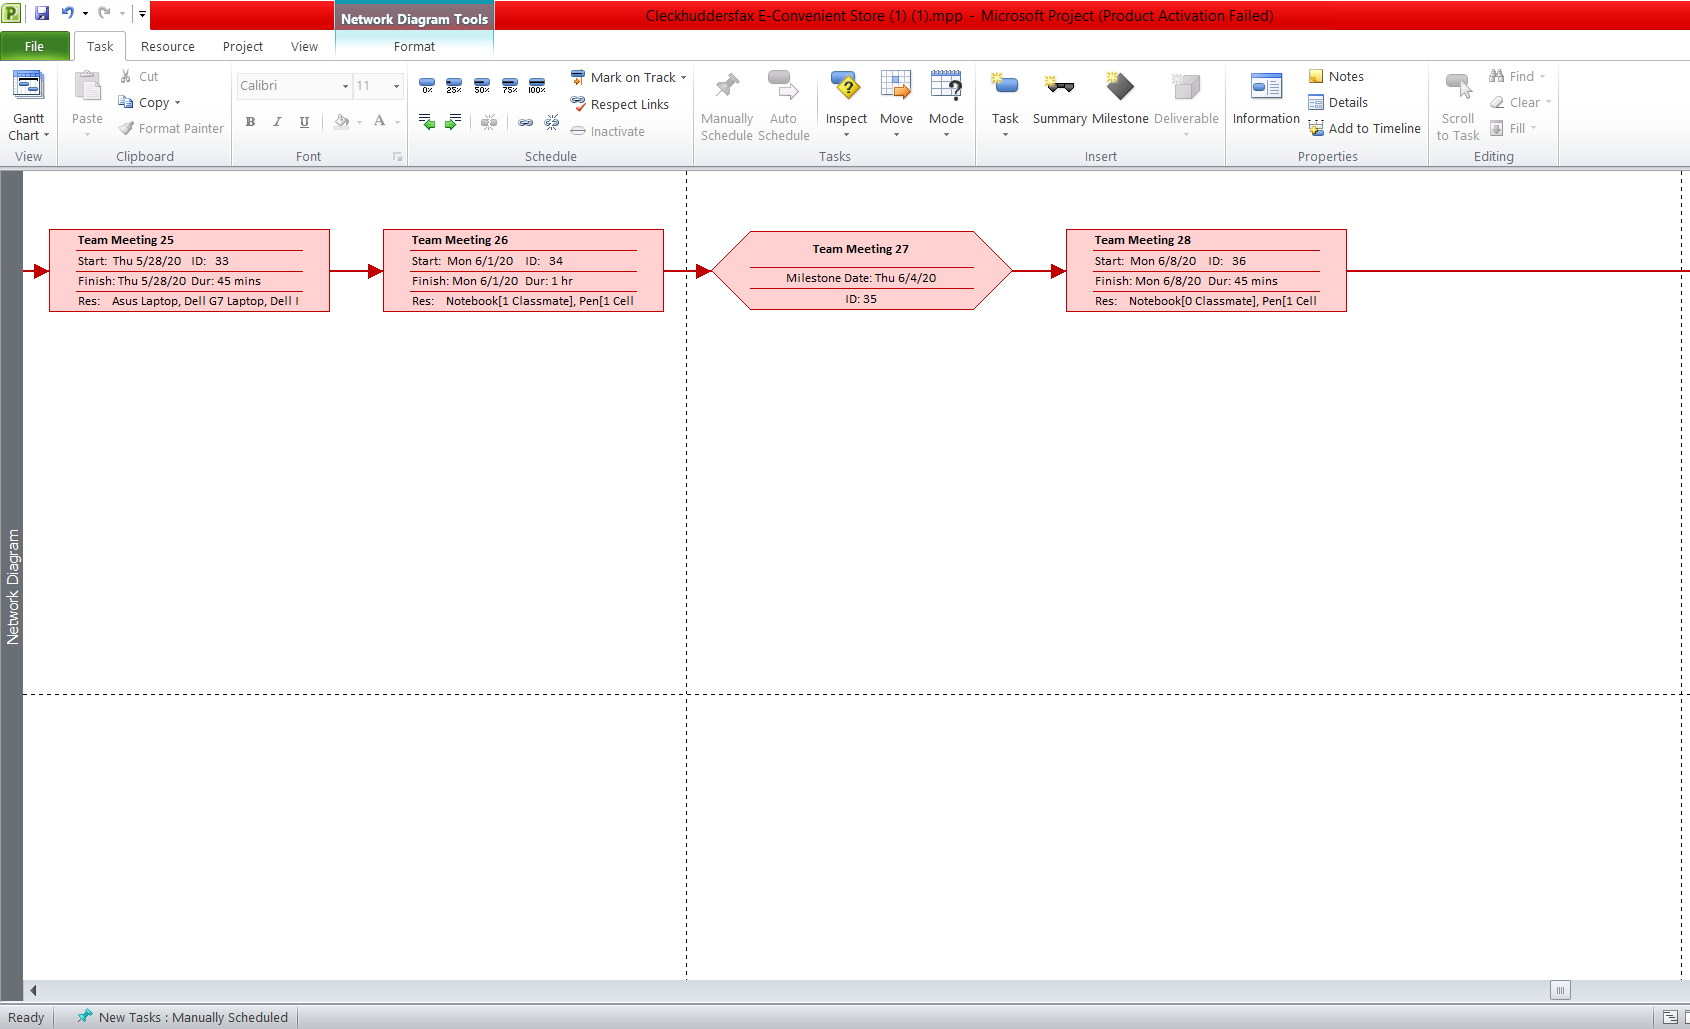 Cleckhuddersfax E-Convenient Store (1) (1).mpp - Microsoft Project (Product Activation Failed)
Network Diagram Tools
File Task Resource Project View Format
Gantt Chart
View
Paste
Cut
Copy
Format Painter
Clipboard
Calibri 11
B I U A
Font
0% 25% 50% 75% 100%
Mark on Track
Respect Links
Inactivate
Schedule
Manually Schedule
Auto Schedule
Inspect
Move
Mode
Tasks
Task
Summary
Milestone
Deliverable
Insert
Information
Notes
Details
Add to Timeline
Properties
Scroll to Task
Find
Clear
Fill
Editing
Network Diagram
Team Meeting 25
Start: Thu 5/28/20 ID: 33
Finish: Thu 5/28/20 Dur: 45 mins
Res: Asus Laptop, Dell G7 Laptop, Dell I
Team Meeting 26
Start: Mon 6/1/20 ID: 34
Finish: Mon 6/1/20 Dur: 1 hr
Res: Notebook[1 Classmate], Pen[1 Cell
Team Meeting 27
Milestone Date: Thu 6/4/20
ID: 35
Team Meeting 28
Start: Mon 6/8/20 ID: 36
Finish: Mon 6/8/20 Dur: 45 mins
Res: Notebook[0 Classmate], Pen[1 Cell
Ready New Tasks : Manually Scheduled